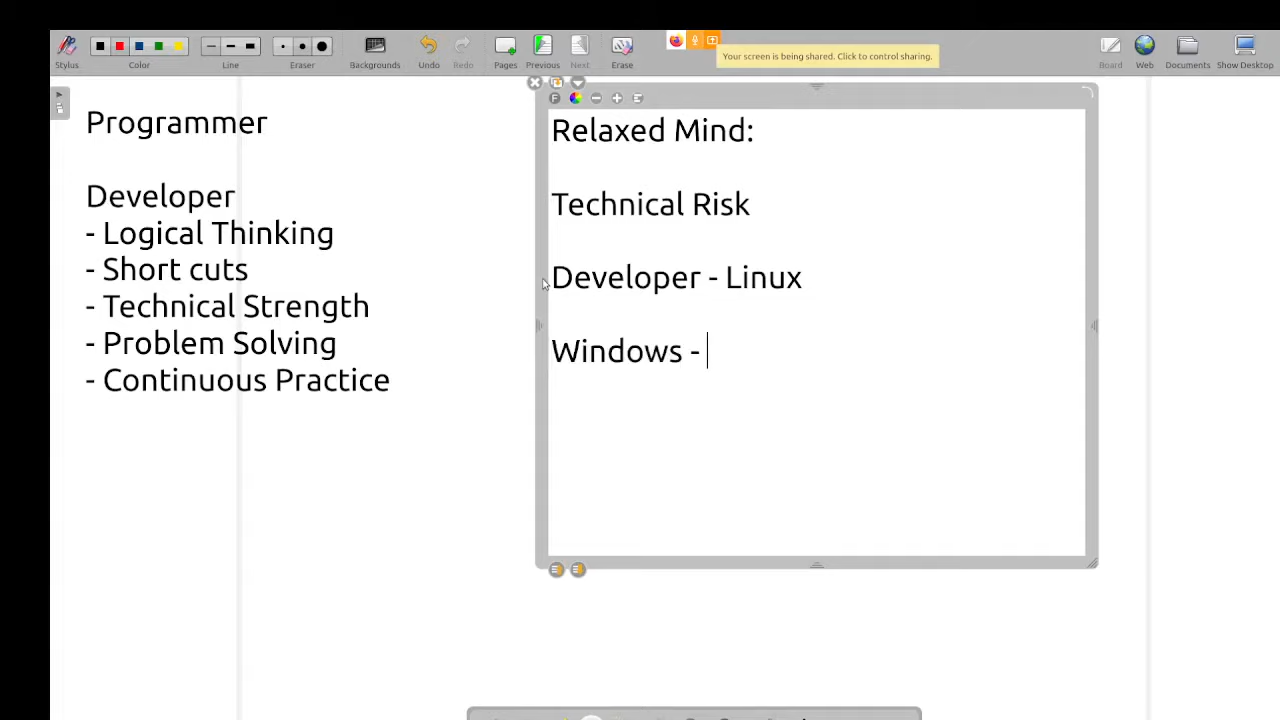 Stylus
Color
Line
Eraser
Backgrounds
Undo
Redo
Pages
Previous
Next
Erase
Your screen is being shared. Click to control sharing.
Board
Web
Documents
Show Desktop
Programmer
Developer
- Logical Thinking
- Short cuts
- Technical Strength
- Problem Solving
- Continuous Practice
F
Relaxed Mind:
Technical Risk
Developer - Linux
Windows -